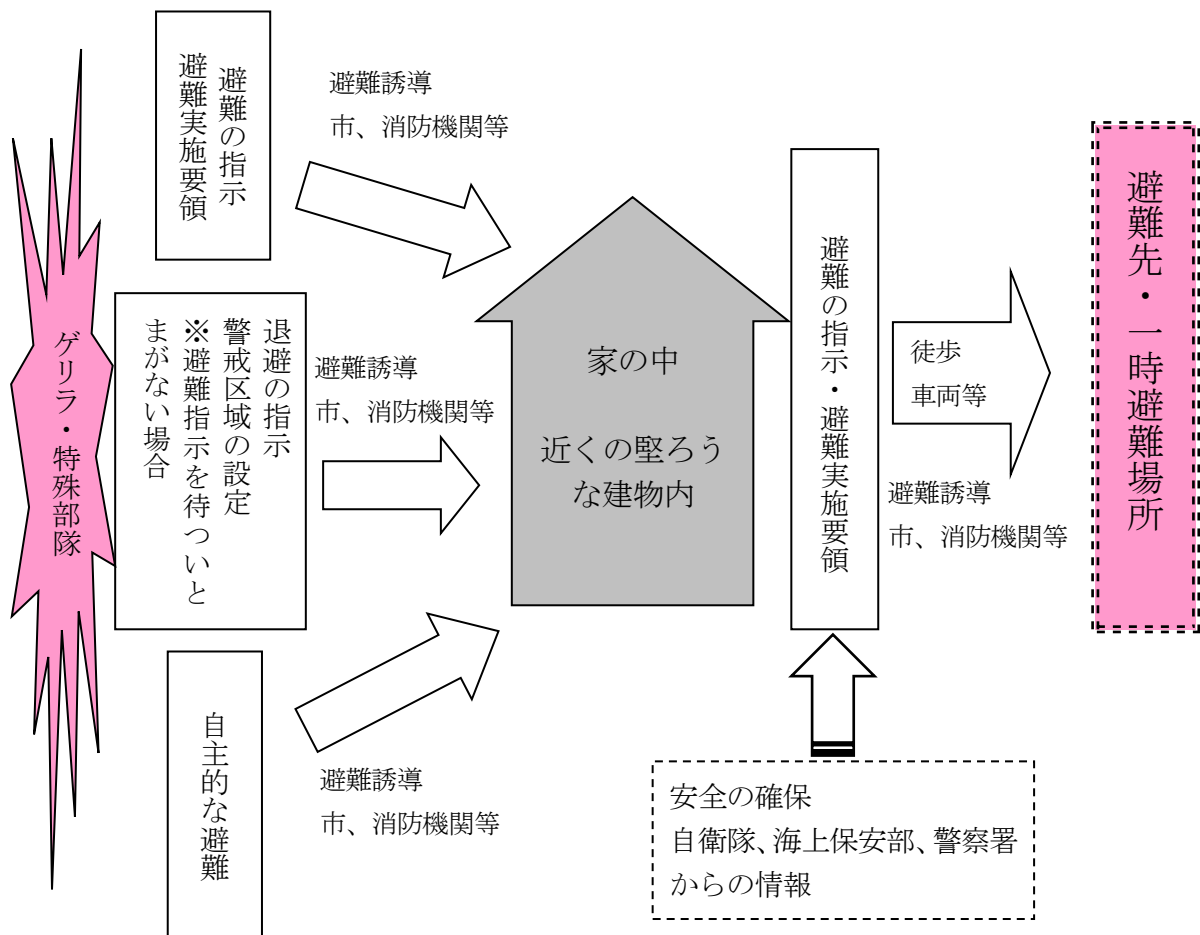 ゲリラ・特殊部隊
避難の指示
避難実施要領
避難誘導
市、消防機関等
退避の指示
警戒区域の設定
※避難指示を待ついと
まがない場合
避難誘導
市、消防機関等
自主的な避難
避難誘導
市、消防機関等
家の中
近くの堅ろう
な建物内
避難の指示・避難実施要領
安全の確保
自衛隊、海上保安部、警察署
からの情報
徒歩
車両等
避難誘導
市、消防機関等
避難先・一時避難場所